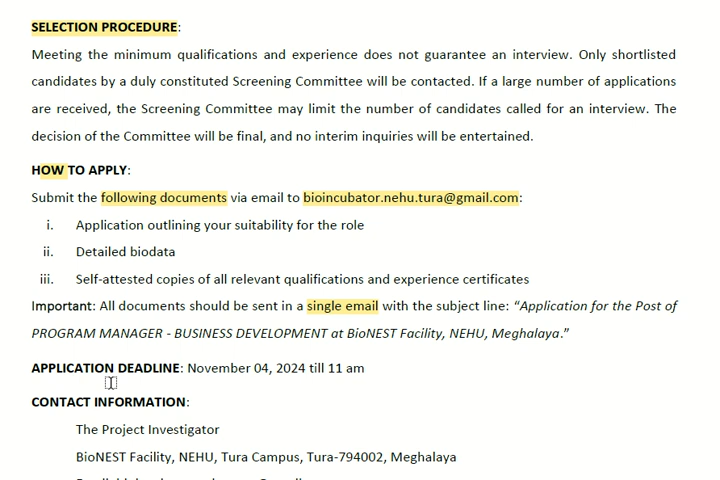 SELECTION PROCEDURE:
Meeting the minimum qualifications and experience does not guarantee an interview. Only shortlisted
candidates by a duly constituted Screening Committee will be contacted. If a large number of applications
are received, the Screening Committee may limit the number of candidates called for an interview. The
decision of the Committee will be final, and no interim inquiries will be entertained.
HOW TO APPLY:
Submit the following documents via email to bioincubator.nehu.tura@gmail.com:
i. Application outlining your suitability for the role
ii. Detailed biodata
iii. Self-attested copies of all relevant qualifications and experience certificates
Important: All documents should be sent in a single email with the subject line: “Application for the Post of
PROGRAM MANAGER - BUSINESS DEVELOPMENT at BioNEST Facility, NEHU, Meghalaya.”
APPLICATION DEADLINE: November 04, 2024 till 11 am
CONTACT INFORMATION:
The Project Investigator
BioNEST Facility, NEHU, Tura Campus, Tura-794002, Meghalaya